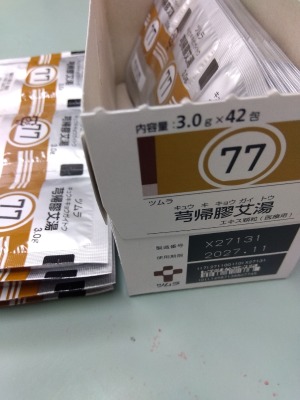 77
ツムラ
芎帰膠艾湯
3.0g
77
77
内容量:3.0g×42包
77
ツムラ
キュウ キ キョウ ガイ トウ
芎帰膠艾湯
エキス顆粒(医療用)
製造番号 X27131
使用期限 2027.11